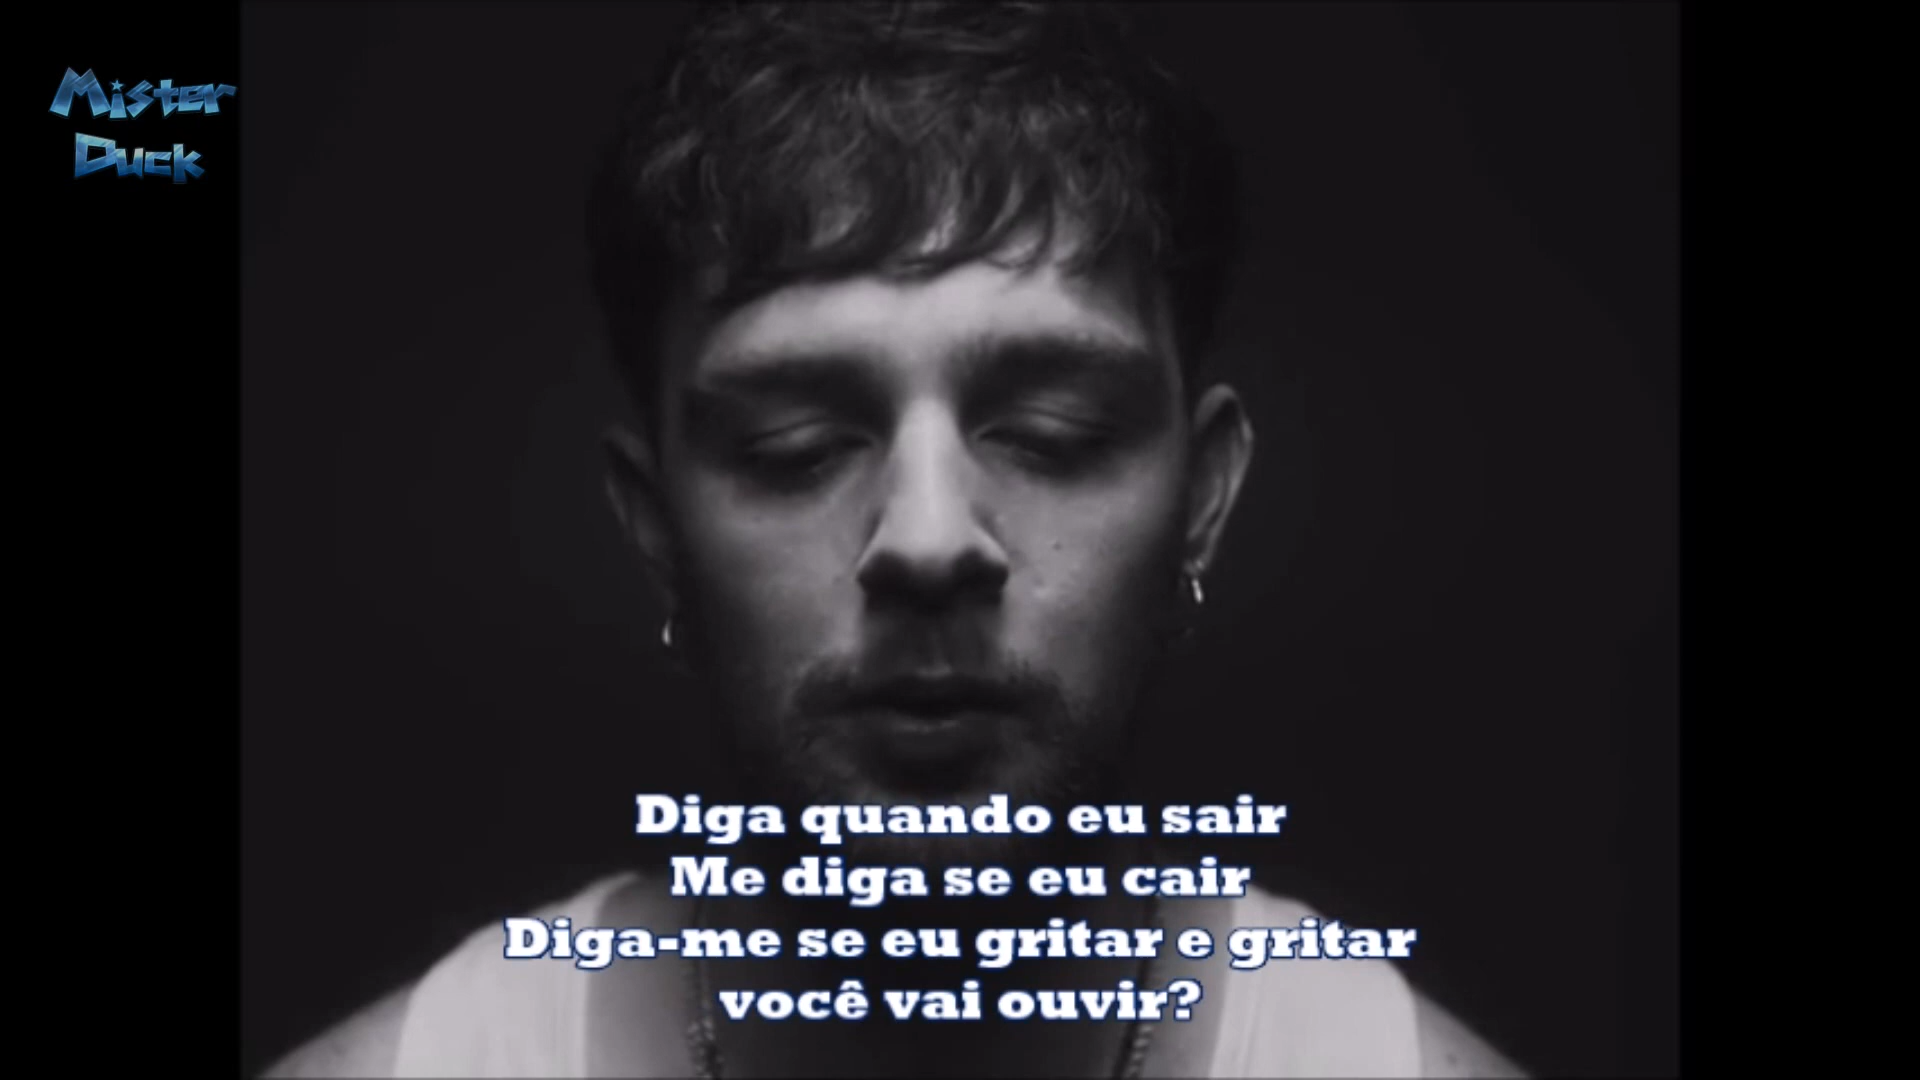 Mister
Duck
Diga quando eu sair
Me diga se eu cair
Diga-me se eu gritar e gritar
você vai ouvir?